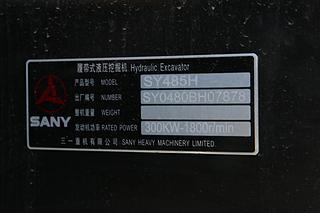 履带式液压挖掘机 Hydraulic Excavator
产品型号 MODEL SY485H
出厂编号 NUMBER SY0480BH07878
整机重量 WEIGHT
发动机功率 RATED POWER 300KW-1800r/min
SANY
三一重机有限公司 SANY HEAVY MACHINERY LIMITED